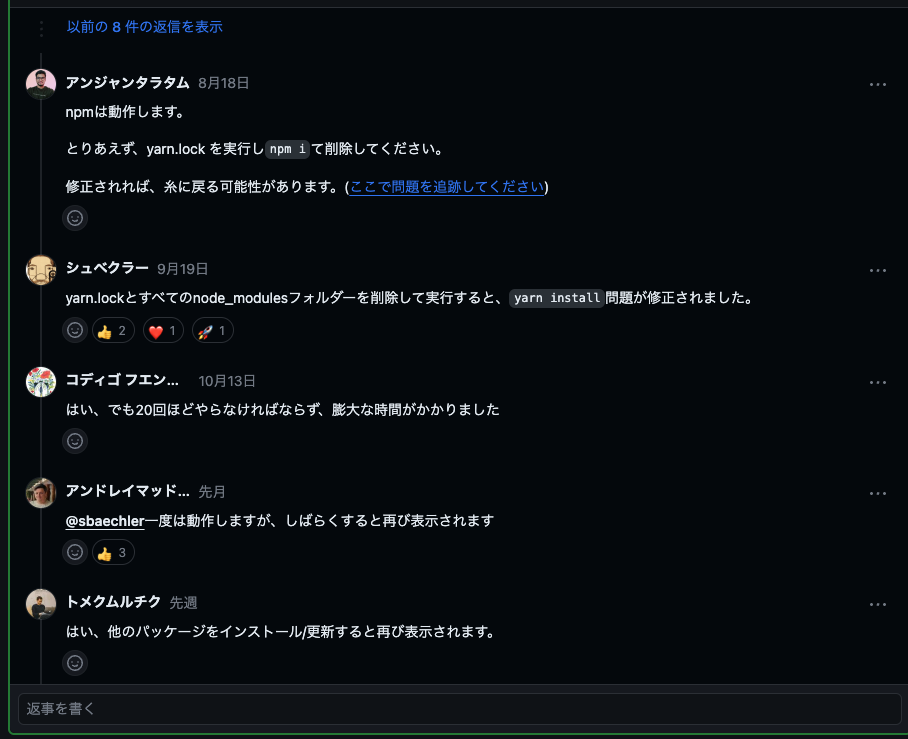 以前の 8 件の返信を表示
アンジャンタラタム 8月18日
npmは動作します。
とりあえず、yarn.lock を実行しnpm iて削除してください。
修正されれば、糸に戻る可能性があります。(ここで問題を追跡してください)
シュベクラー 9月19日
yarn.lockとすべてのnode_modulesフォルダーを削除して実行すると、yarn install問題が修正されました。
👍 2 ❤️ 1 🚀 1
コディゴ フエン... 10月13日
はい、でも20回ほどやらなければならず、膨大な時間がかかりました
アンドレイマッド... 先月
@sbaechler一度は動作しますが、しばらくすると再び表示されます
👍 3
トメクムルチク 先週
はい、他のパッケージをインストール/更新すると再び表示されます。
返事を書く